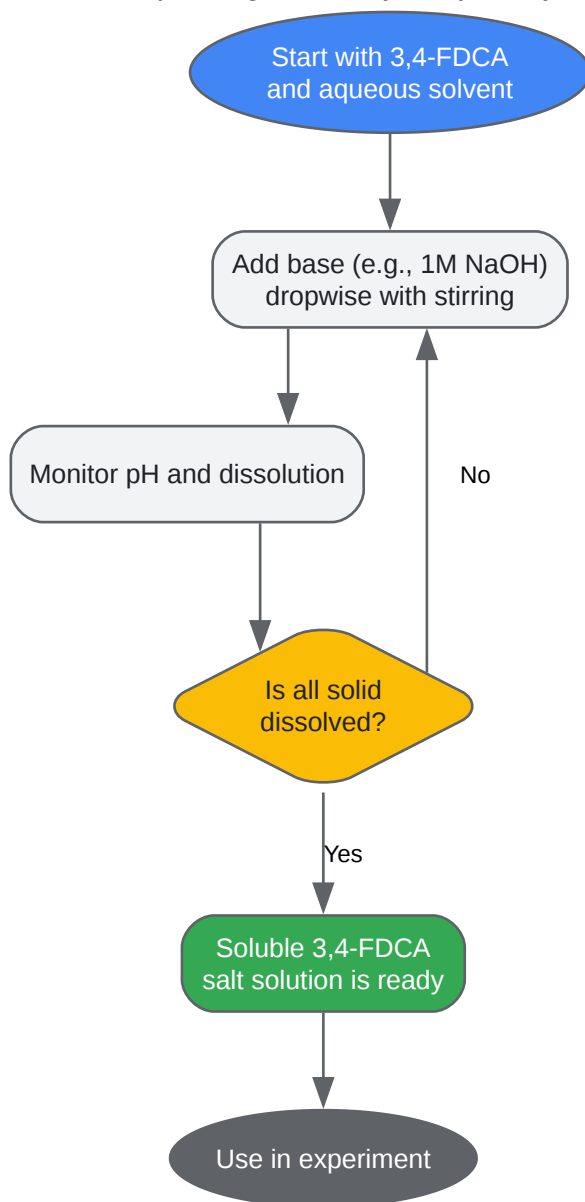 Start with 3,4-FDCA
and aqueous solvent
Add base (e.g., 1M NaOH)
dropwise with stirring
Monitor pH and dissolution
No
Is all solid
dissolved?
Yes
Soluble 3,4-FDCA
salt solution is ready
Use in experiment